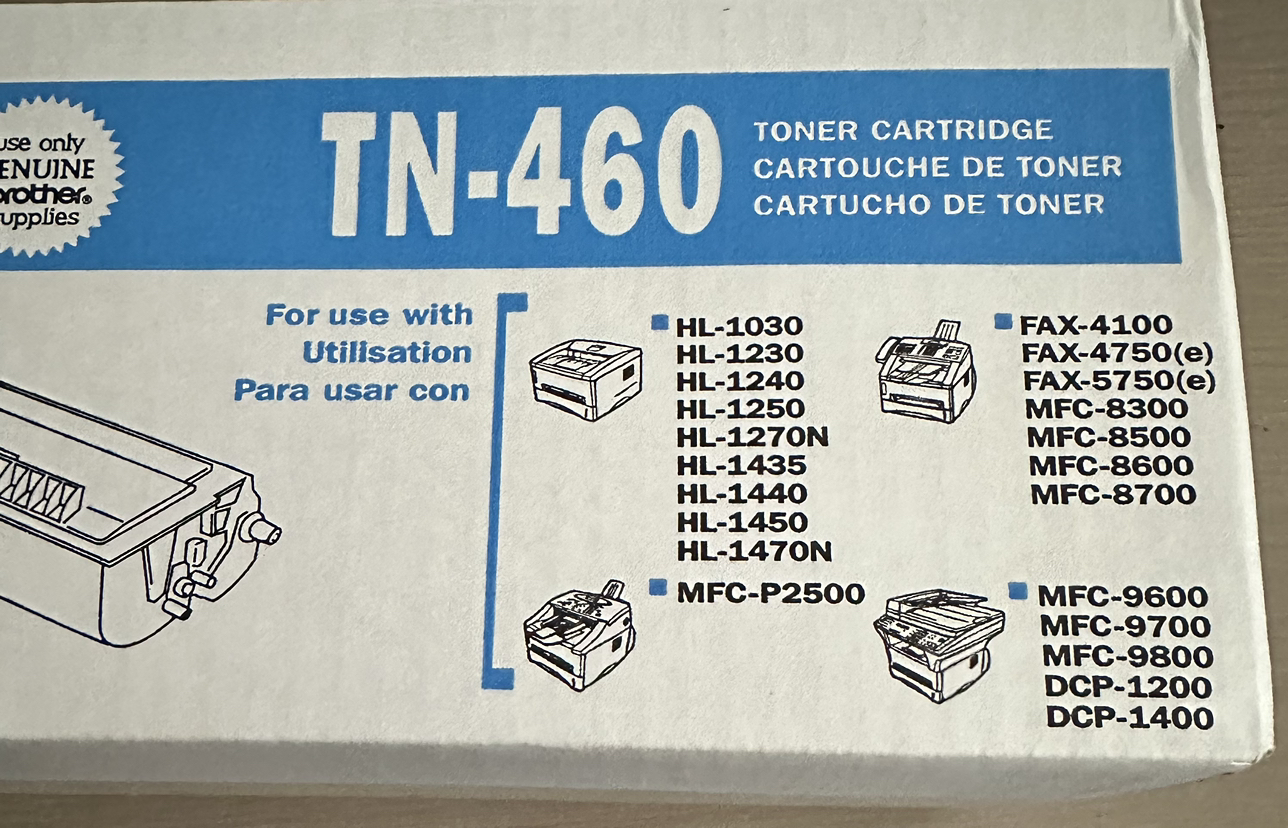 use only
GENUINE
brother®
supplies
TN-460
TONER CARTRIDGE
CARTOUCHE DE TONER
CARTUCHO DE TONER
For use with
Utilisation
Para usar con
HL-1030
HL-1230
HL-1240
HL-1250
HL-1270N
HL-1435
HL-1440
HL-1450
HL-1470N
FAX-4100
FAX-4750(e)
FAX-5750(e)
MFC-8300
MFC-8500
MFC-8600
MFC-8700
MFC-P2500
MFC-9600
MFC-9700
MFC-9800
DCP-1200
DCP-1400